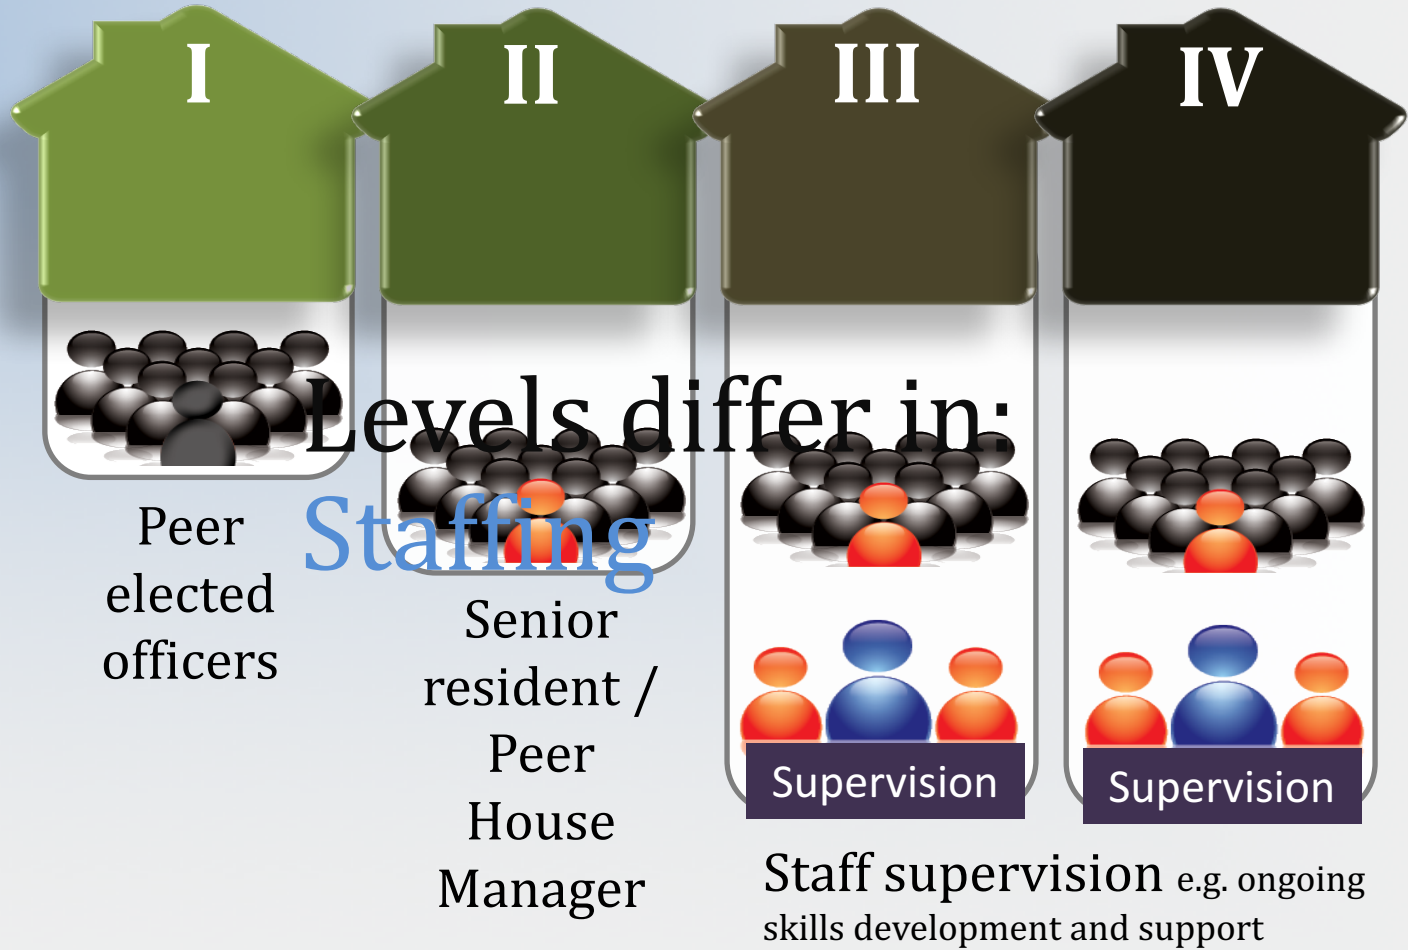 I
II
III
IV
Levels differ in:
Staffing
Peer
elected
officers
Senior
resident /
Peer
House
Manager
Supervision
Supervision
Staff supervision e.g. ongoing
skills development and support